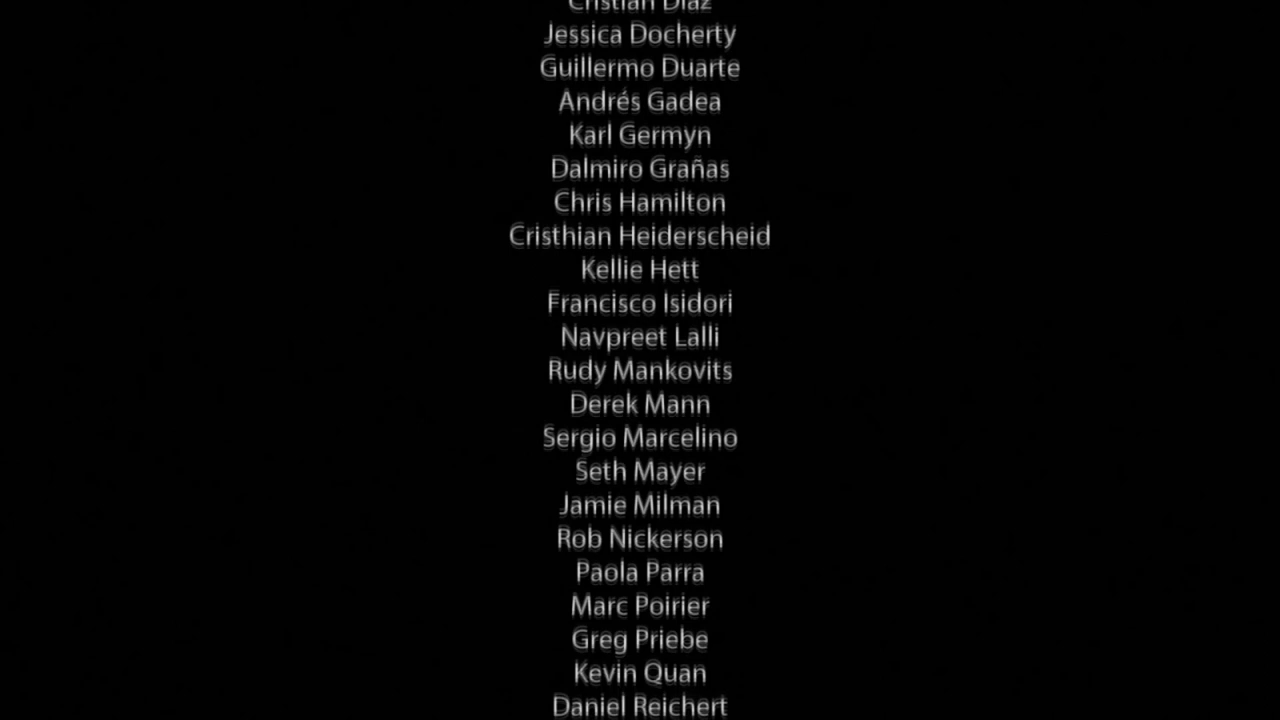 Cristian Diaz
Jessica Docherty
Guillermo Duarte
Andrés Gadea
Karl Germyn
Dalmiro Grañas
Chris Hamilton
Cristhian Heiderscheid
Kellie Hett
Francisco Isidori
Navpreet Lalli
Rudy Mankovits
Derek Mann
Sergio Marcelino
Seth Mayer
Jamie Milman
Rob Nickerson
Paola Parra
Marc Poirier
Greg Priebe
Kevin Quan
Daniel Reichert